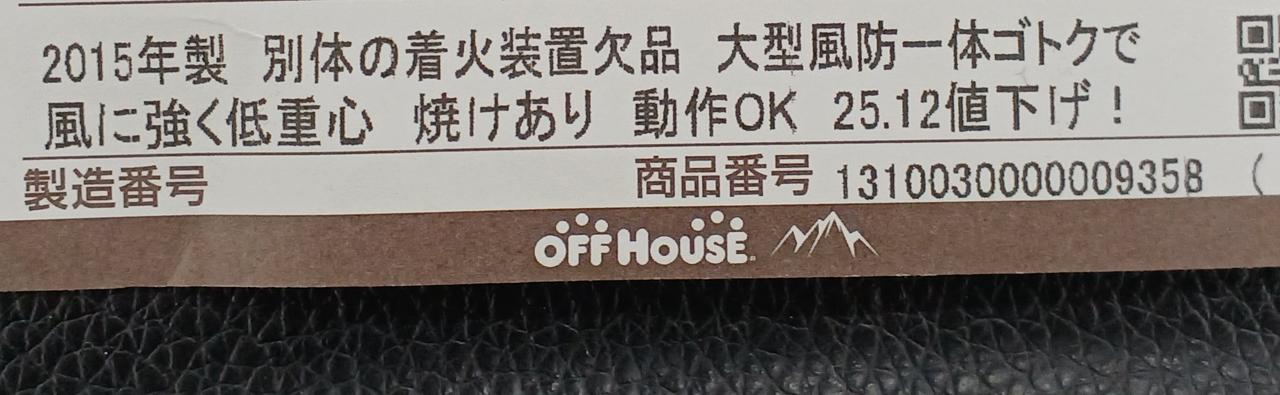 2015年製 別体の着火装置欠品 大型風防一体ゴトクで
風に強く低重心 焼けあり 動作OK 25.12値下げ！
製造番号 商品番号 1310030000009358 (
OFF HOUSE